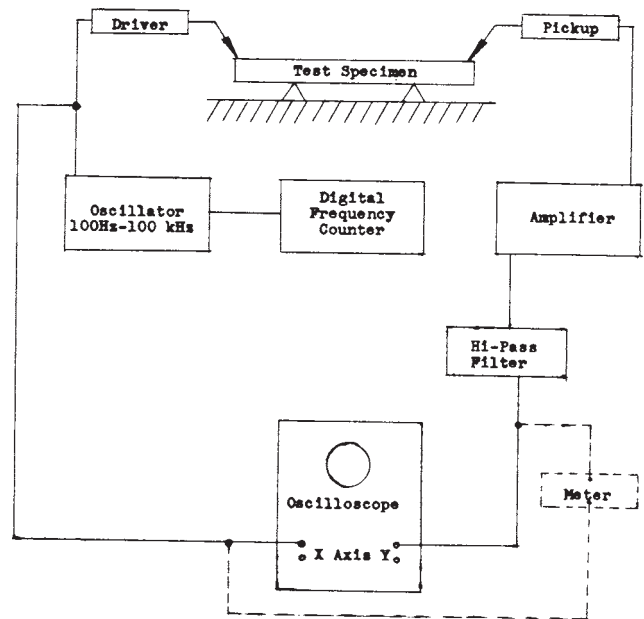 Driver
Pickup
Test Specimen
Oscillator
100Hz-100 kHz
Digital
Frequency
Counter
Amplifier
Hi-Pass
Filter
Oscilloscope
X Axis Y
Meter